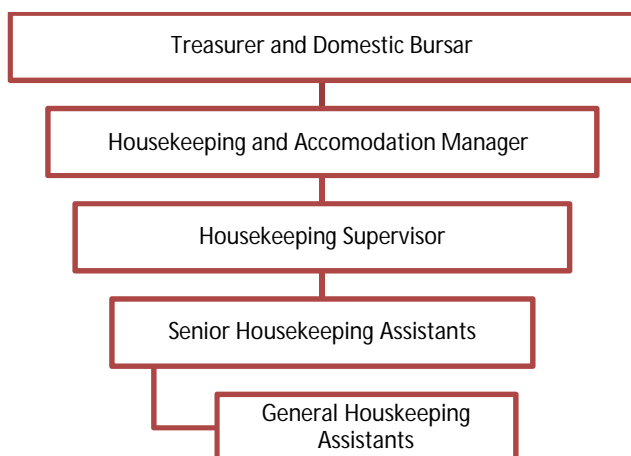 Treasurer and Domestic Bursar
Housekeeping and Accomodation Manager
Housekeeping Supervisor
Senior Housekeeping Assistants
General Houskeeping
Assistants